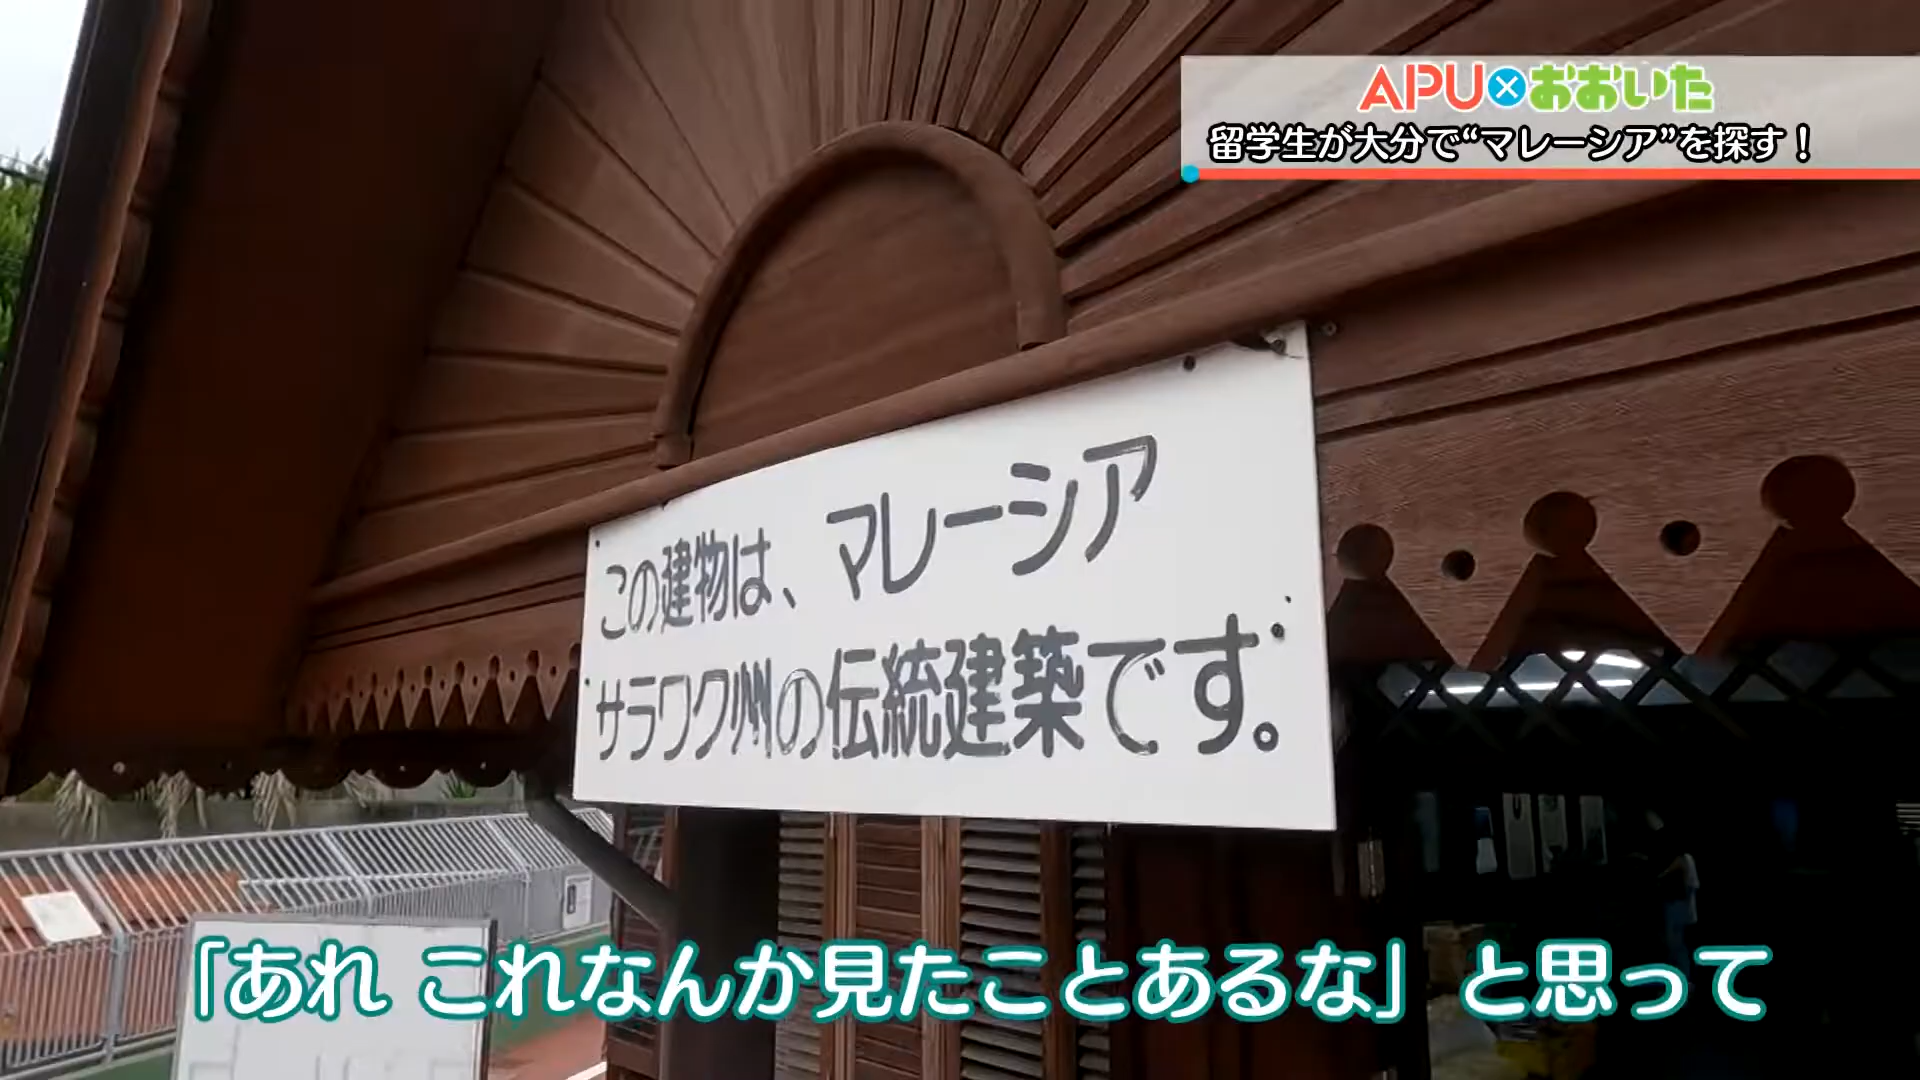 APU×おおいた
留学生が大分で“マレーシア”を探す！
この建物は、マレーシア
サラワク州の伝統建築です。
「あれ これなんか見たことあるな」と思って